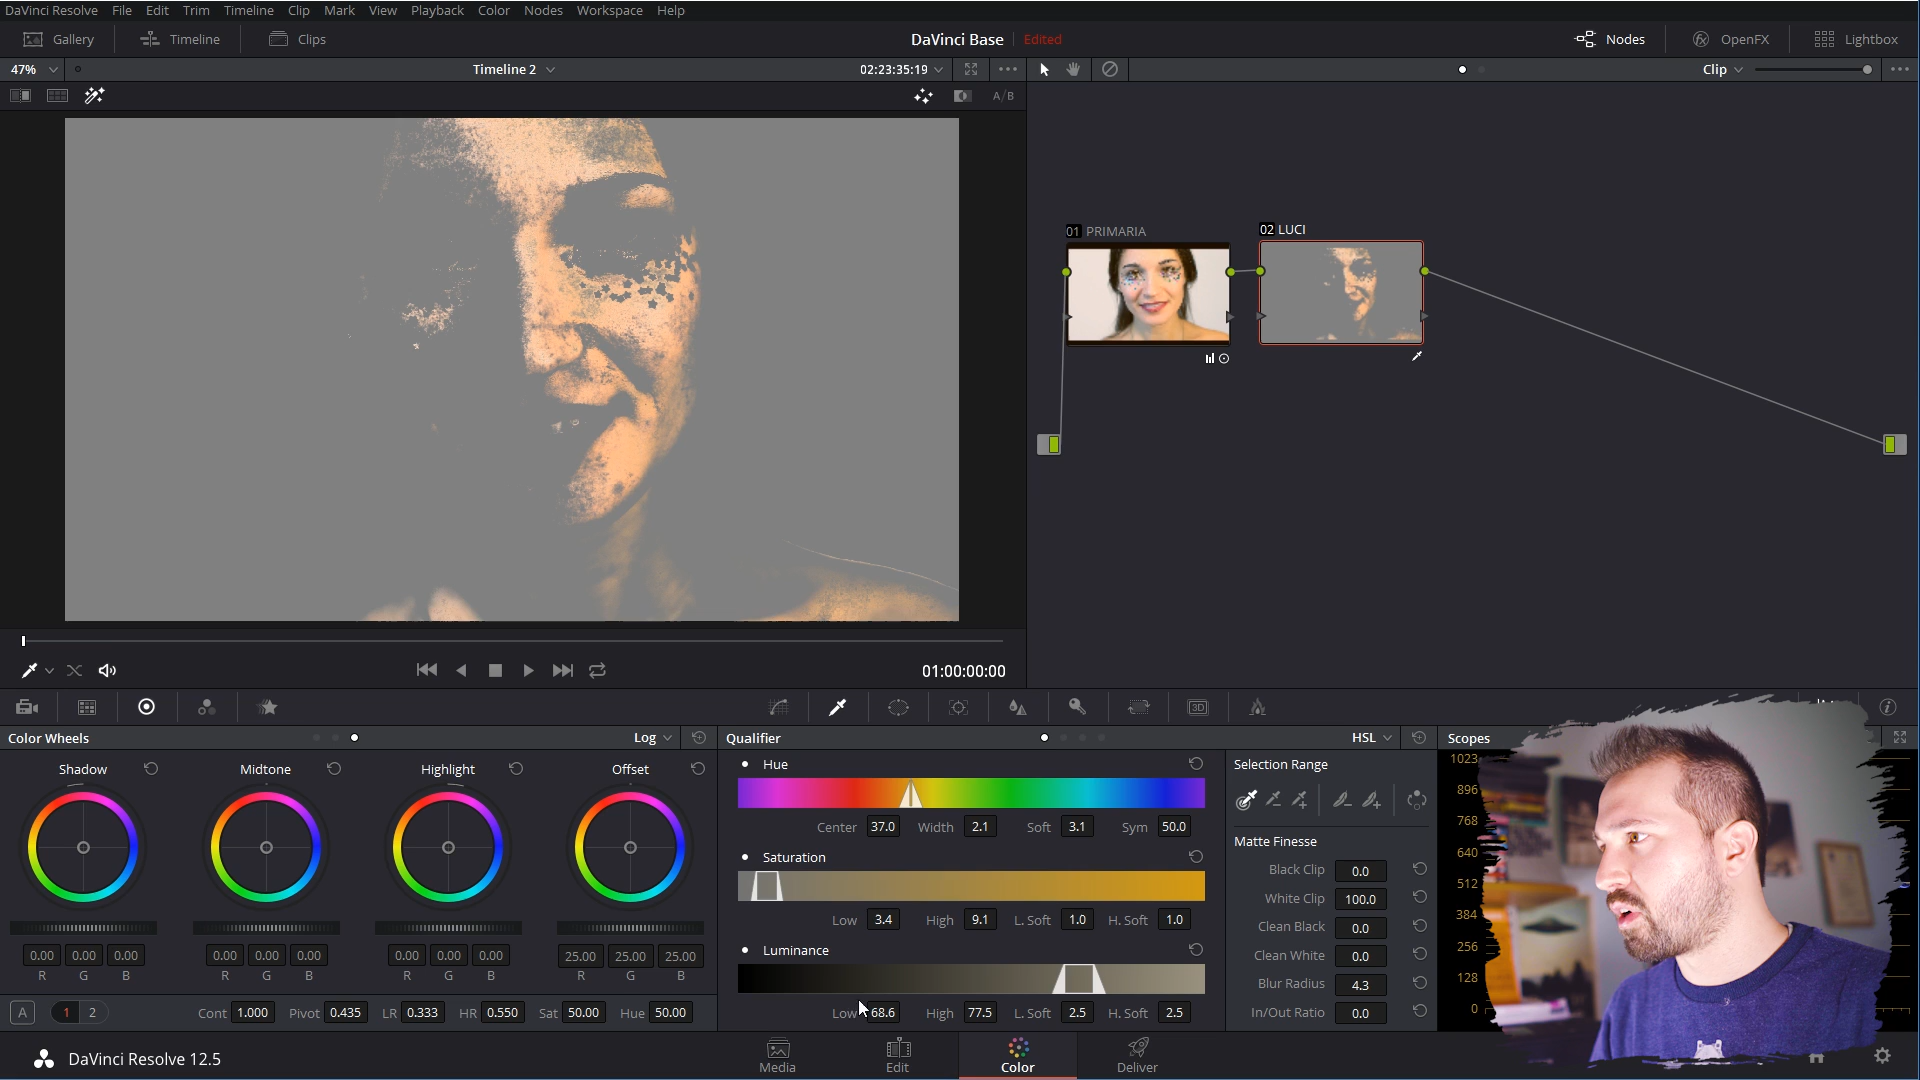 DaVinci Resolve File Edit Trim Timeline Clip Mark View Playback Color Nodes Workspace Help
Gallery Timeline Clips DaVinci Base Edited Nodes OpenFX Lightbox
47% Timeline 2 02:23:35:19 Clip
A/B
01 PRIMARIA 02 LUCI
01:00:00:00
3D
Color Wheels Log Qualifier HSL Scopes
Shadow Midtone Highlight Offset
Hue
Center 37.0 Width 2.1 Soft 3.1 Sym 50.0
Saturation
Low 3.4 High 9.1 L. Soft 1.0 H. Soft 1.0
Luminance
Low 68.6 High 77.5 L. Soft 2.5 H. Soft 2.5
0.00 0.00 0.00 0.00 0.00 0.00 0.00 0.00 0.00 25.00 25.00 25.00
R G B R G B R G B R G B
A 1 2 Cont 1.000 Pivot 0.435 LR 0.333 HR 0.550 Sat 50.00 Hue 50.00
Selection Range
Matte Finesse
Black Clip 0.0
White Clip 100.0
Clean Black 0.0
Clean White 0.0
Blur Radius 4.3
In/Out Ratio 0.0
1023
896
768
640
512
384
256
128
0
DaVinci Resolve 12.5 Media Edit Color Deliver